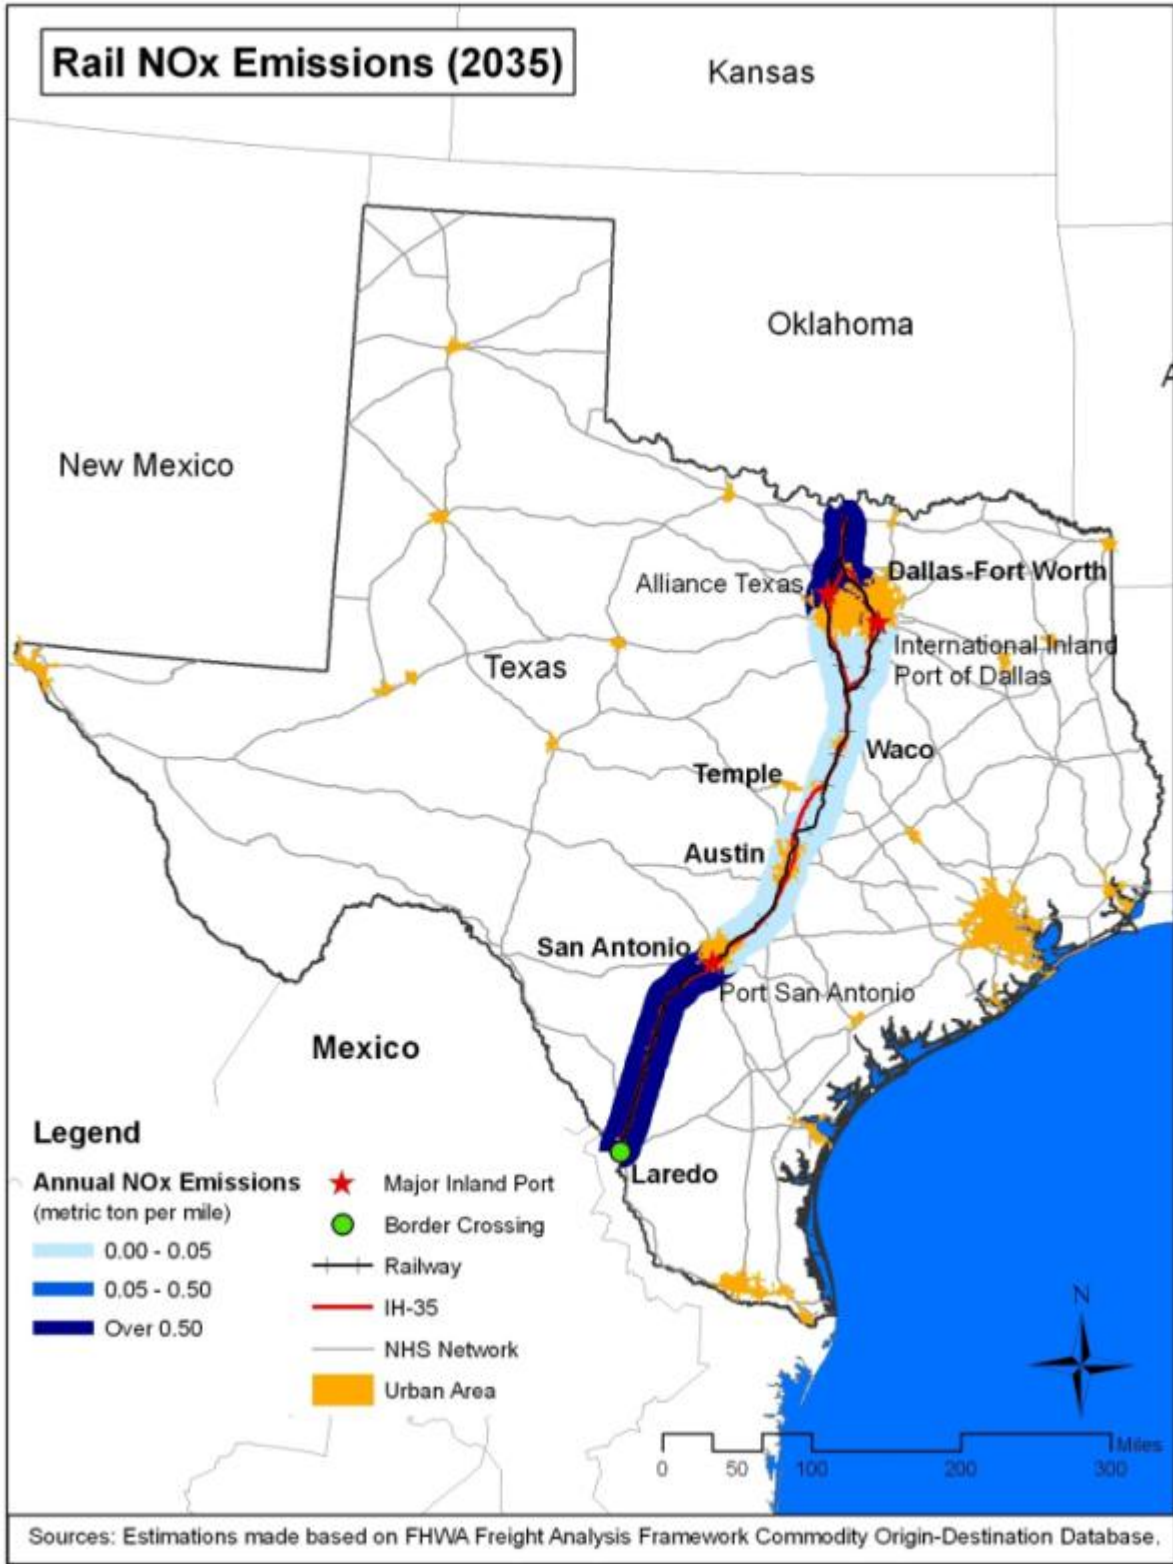 Rail NOx Emissions (2035)
Kansas
Oklahoma
A
New Mexico
Alliance Texas
Dallas-Fort Worth
International Inland
Port of Dallas
Texas
Waco
Temple
Austin
San Antonio
Port San Antonio
Mexico
Laredo
Legend
Annual NOx Emissions
(metric ton per mile)
0.00 - 0.05
0.05 - 0.50
Over 0.50
Major Inland Port
Border Crossing
Railway
IH-35
NHS Network
Urban Area
N
Miles
0 50 100 200 300
Sources: Estimations made based on FHWA Freight Analysis Framework Commodity Origin-Destination Database.